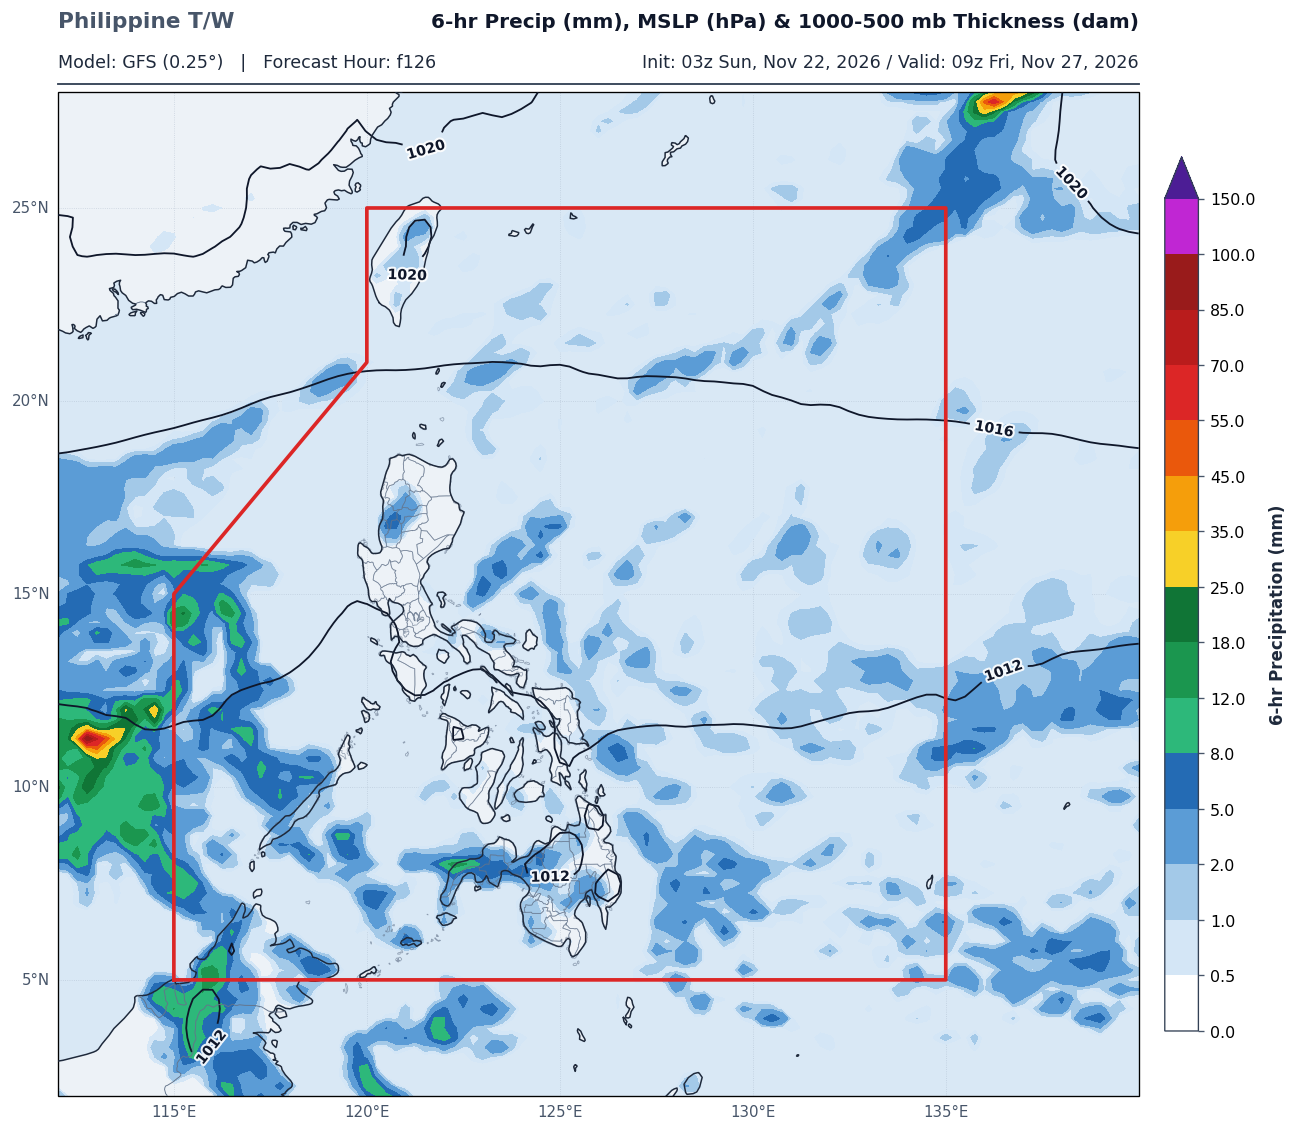 Philippine T/W
6-hr Precip (mm), MSLP (hPa) & 1000-500 mb Thickness (dam)
Model: GFS (0.25°) | Forecast Hour: f126
Init: 03z Sun, Nov 22, 2026 / Valid: 09z Fri, Nov 27, 2026
1020
1020
1020
1016
1012
1012
1012
25°N
20°N
15°N
10°N
5°N
115°E
120°E
125°E
130°E
135°E
150.0
100.0
85.0
70.0
55.0
45.0
35.0
25.0
18.0
12.0
8.0
5.0
2.0
1.0
0.5
0.0
6-hr Precipitation (mm)